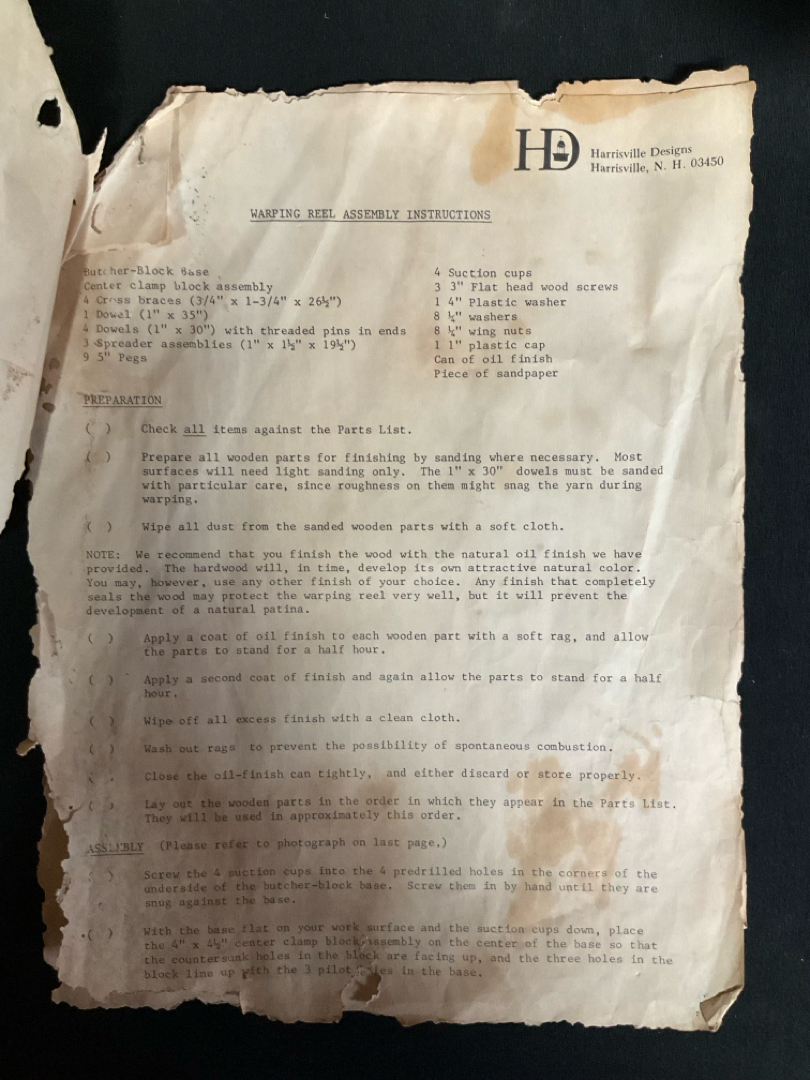 HD
Harrisville Designs
Harrisville, N. H. 03450
WARPING REEL ASSEMBLY INSTRUCTIONS
Butcher-Block Base
Center clamp block assembly
4 Cross braces (3/4" x 1-3/4" x 26½")
1 Dowel (1" x 35")
4 Dowels (1" x 30") with threaded pins in ends
3 Spreader assemblies (1" x 1½" x 19½")
9 5" Pegs
4 Suction cups
3 3" Flat head wood screws
1 4" Plastic washer
8 ¼" washers
8 ¼" wing nuts
1 1" plastic cap
Can of oil finish
Piece of sandpaper
PREPARATION
( ) Check all items against the Parts List.
( ) Prepare all wooden parts for finishing by sanding where necessary. Most
surfaces will need light sanding only. The 1" x 30" dowels must be sanded
with particular care, since roughness on them might snag the yarn during
warping.
( ) Wipe all dust from the sanded wooden parts with a soft cloth.
NOTE: We recommend that you finish the wood with the natural oil finish we have
provided. The hardwood will, in time, develop its own attractive natural color.
You may, however, use any other finish of your choice. Any finish that completely
seals the wood may protect the warping reel very well, but it will prevent the
development of a natural patina.
( ) Apply a coat of oil finish to each wooden part with a soft rag, and allow
the parts to stand for a half hour.
( ) Apply a second coat of finish and again allow the parts to stand for a half
hour.
( ) Wipe off all excess finish with a clean cloth.
( ) Wash out rags to prevent the possibility of spontaneous combustion.
( ) Close the oil-finish can tightly, and either discard or store properly.
( ) Lay out the wooden parts in the order in which they appear in the Parts List.
They will be used in approximately this order.
ASSEMBLY (Please refer to photograph on last page.)
( ) Screw the 4 suction cups into the 4 predrilled holes in the corners of the
underside of the butcher-block base. Screw them in by hand until they are
snug against the base.
( ) With the base flat on your work surface and the suction cups down, place
the 4" x 4½" center clamp block assembly on the center of the base so that
the countersunk holes in the block are facing up, and the three holes in the
block line up with the 3 pilot holes in the base.